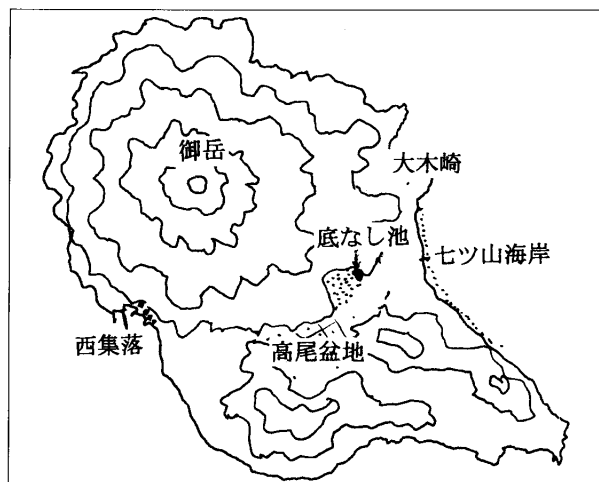 御岳
大木崎
底なし池
七ツ山海岸
西集落
高尾盆地